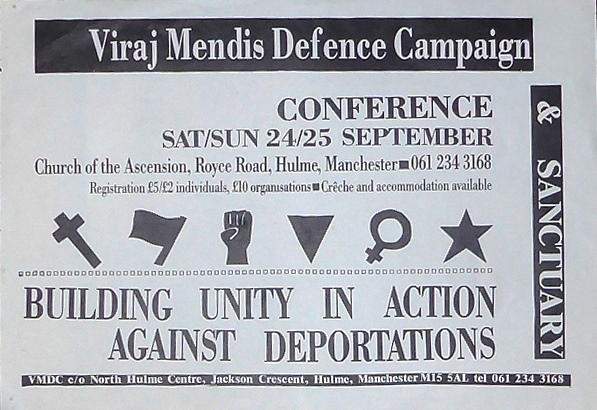 Viraj Mendis Defence Campaign
& SANCTUARY
CONFERENCE
SAT/SUN 24/25 SEPTEMBER
Church of the Ascension, Royce Road, Hulme, Manchester■061 234 3168
Registration £5/£2 individuals, £10 organisations■Crêche and accommodation available
BUILDING UNITY IN ACTION
AGAINST DEPORTATIONS
VMDC c/o North Hulme Centre, Jackson Crescent, Hulme, Manchester M15 5AL tel 061 234 3168